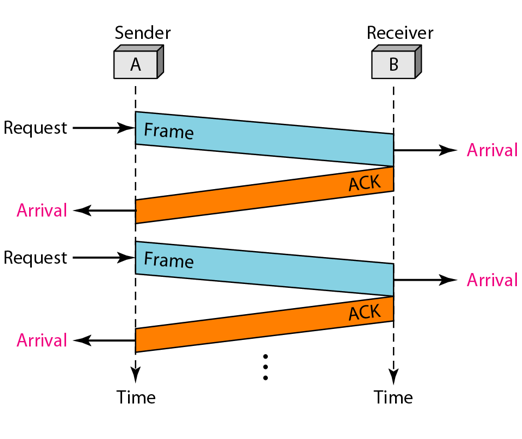 Sender
Receiver
A
B
Request
Frame
Arrival
ACK
Arrival
Request
Frame
Arrival
ACK
Arrival
Time
Time